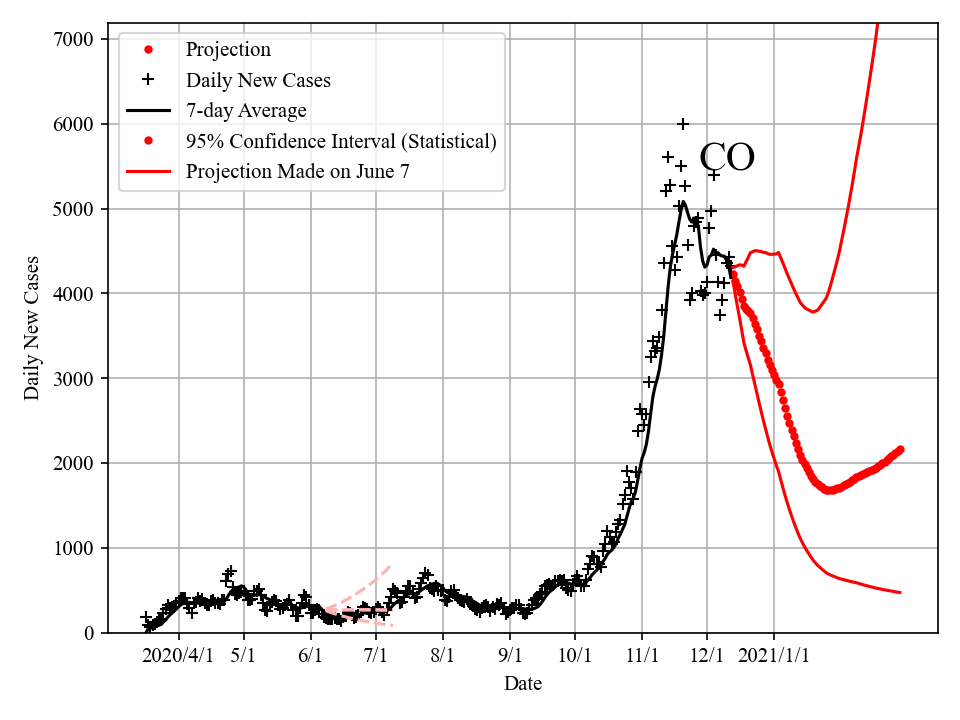 7000
6000
5000
4000
3000
2000
1000
0
Daily New Cases
Projection
Daily New Cases
7-day Average
95% Confidence Interval (Statistical)
Projection Made on June 7
CO
2020/4/1 5/1 6/1 7/1 8/1 9/1 10/1 11/1 12/1 2021/1/1
Date